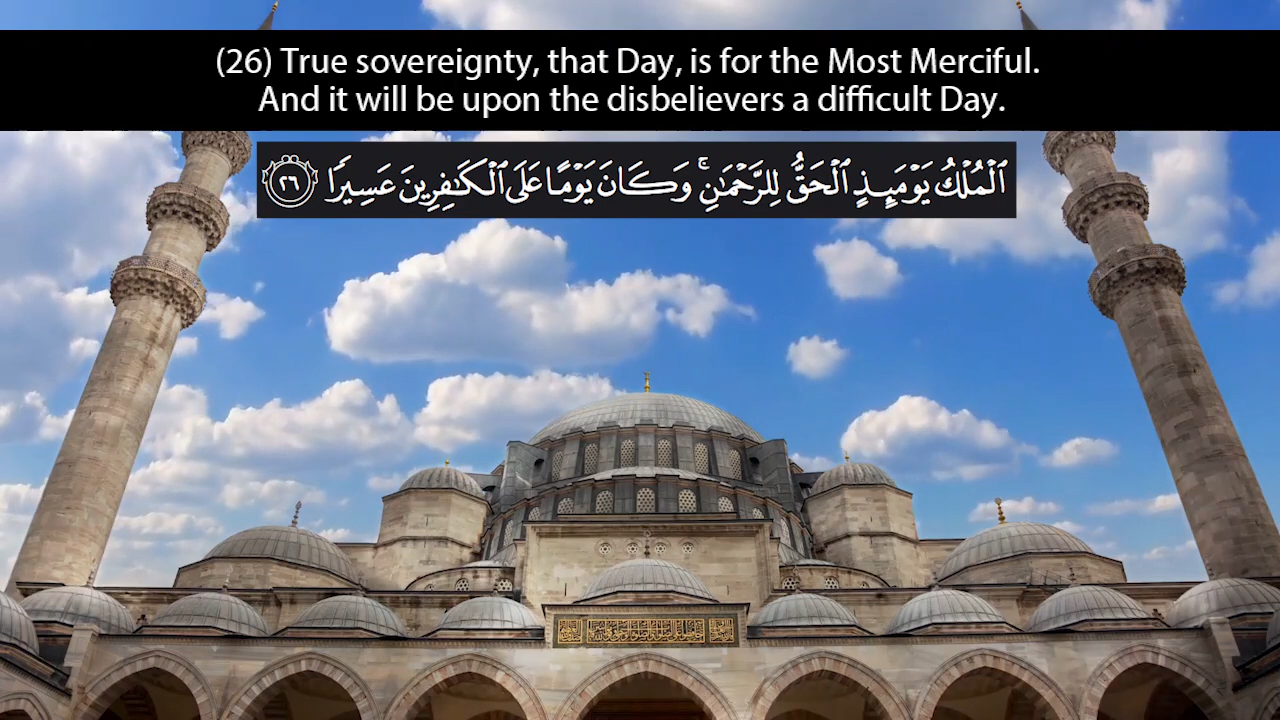 (26) True sovereignty, that Day, is for the Most Merciful.
And it will be upon the disbelievers a difficult Day.
ٱلْمُلْكُ يَوْمَئِذٍ ٱلْحَقُّ لِلرَّحْمَٰنِ ۚ وَكَانَ يَوْمًا عَلَى ٱلْكَٰفِرِينَ عَسِيرًا ٢٦